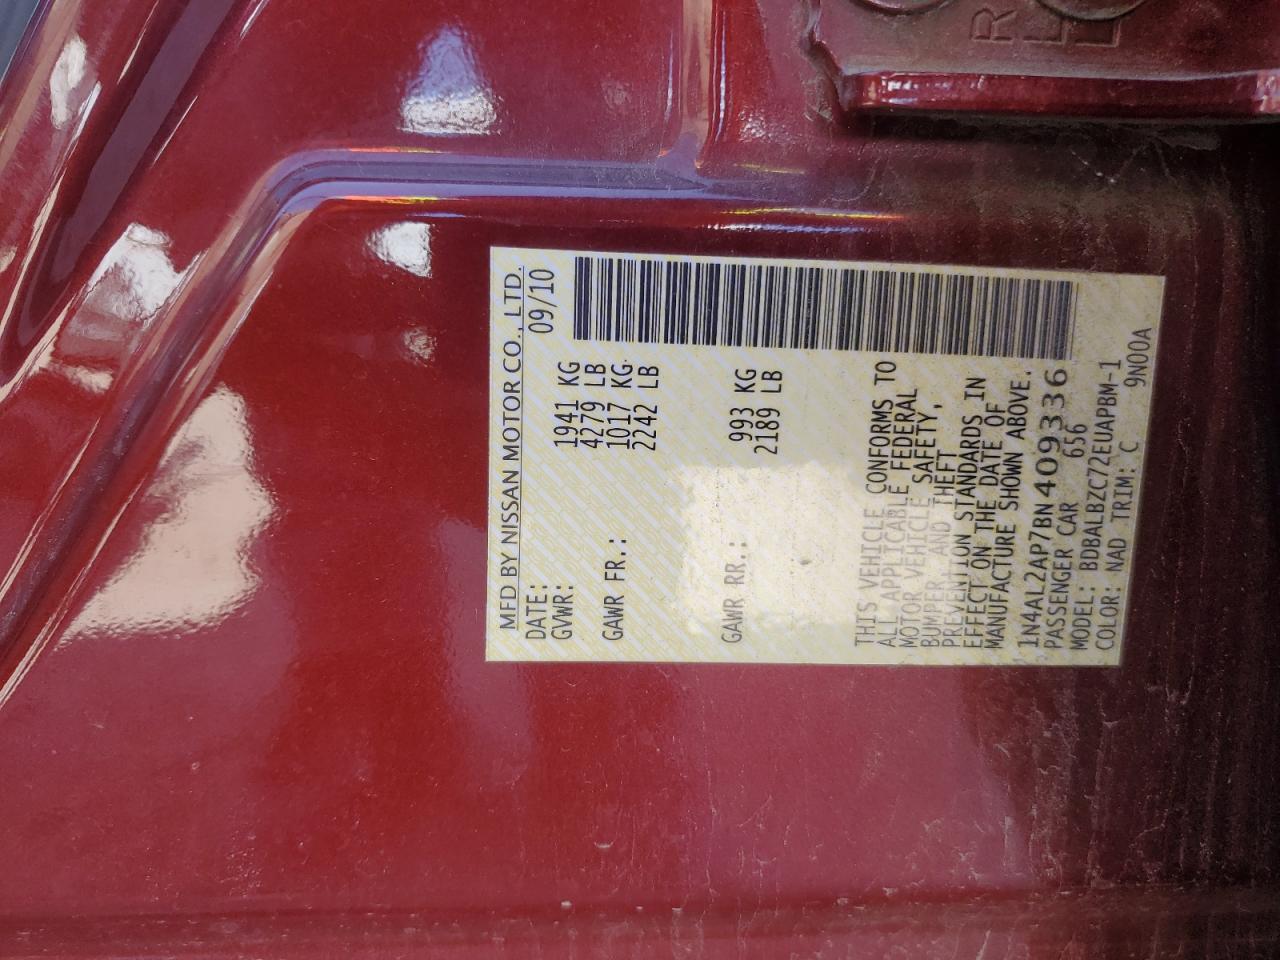 MFD BY NISSAN MOTOR CO., LTD.
DATE: 09/10
GVWR: 1941 KG
4279 LB
GAWR FR.: 1017 KG
2242 LB
GAWR RR.: 993 KG
2189 LB
THIS VEHICLE CONFORMS TO
ALL APPLICABLE FEDERAL
MOTOR VEHICLE SAFETY,
BUMPER AND THEFT
PREVENTION STANDARDS IN
EFFECT ON THE DATE OF
MANUFACTURE SHOWN ABOVE.
1N4AL2AP7BN409336
PASSENGER CAR 656
MODEL: BDBALBZC72EUAPBM-1
COLOR: NAD TRIM: C 9N00A